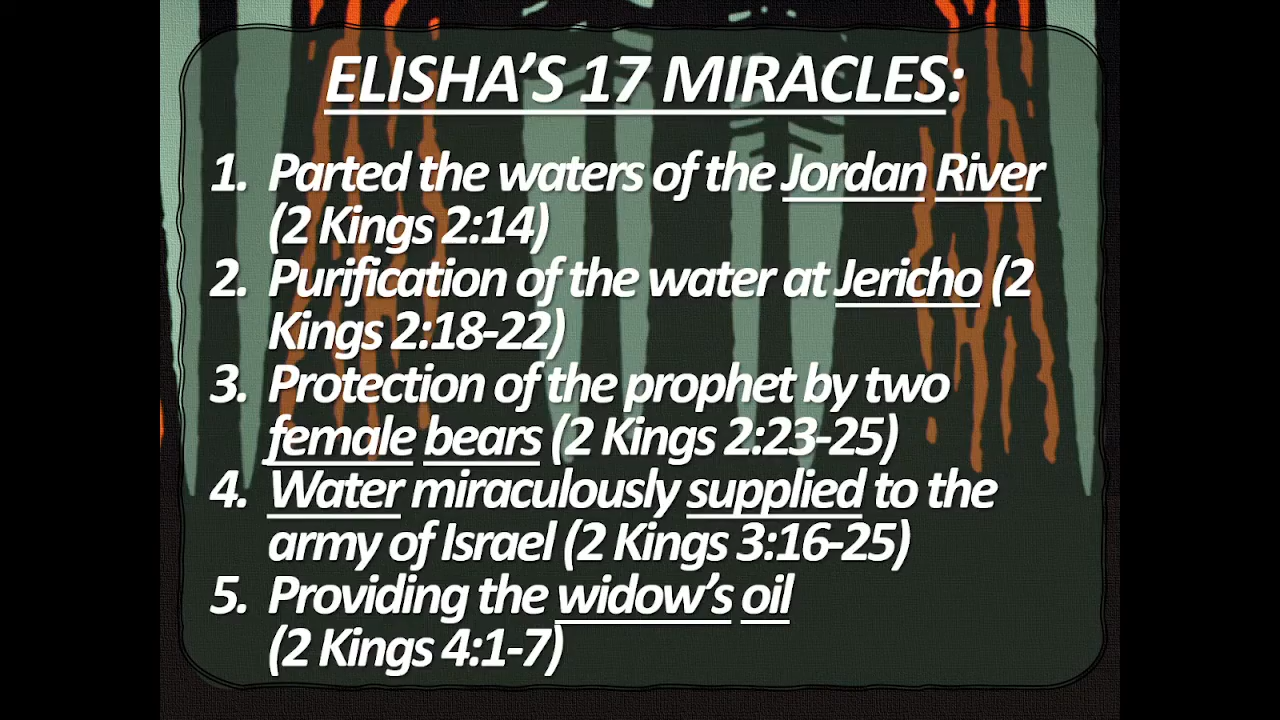 ELISHA’S 17 MIRACLES:
1. Parted the waters of the Jordan River
(2 Kings 2:14)
2. Purification of the water at Jericho (2
Kings 2:18-22)
3. Protection of the prophet by two
female bears (2 Kings 2:23-25)
4. Water miraculously supplied to the
army of Israel (2 Kings 3:16-25)
5. Providing the widow’s oil
(2 Kings 4:1-7)